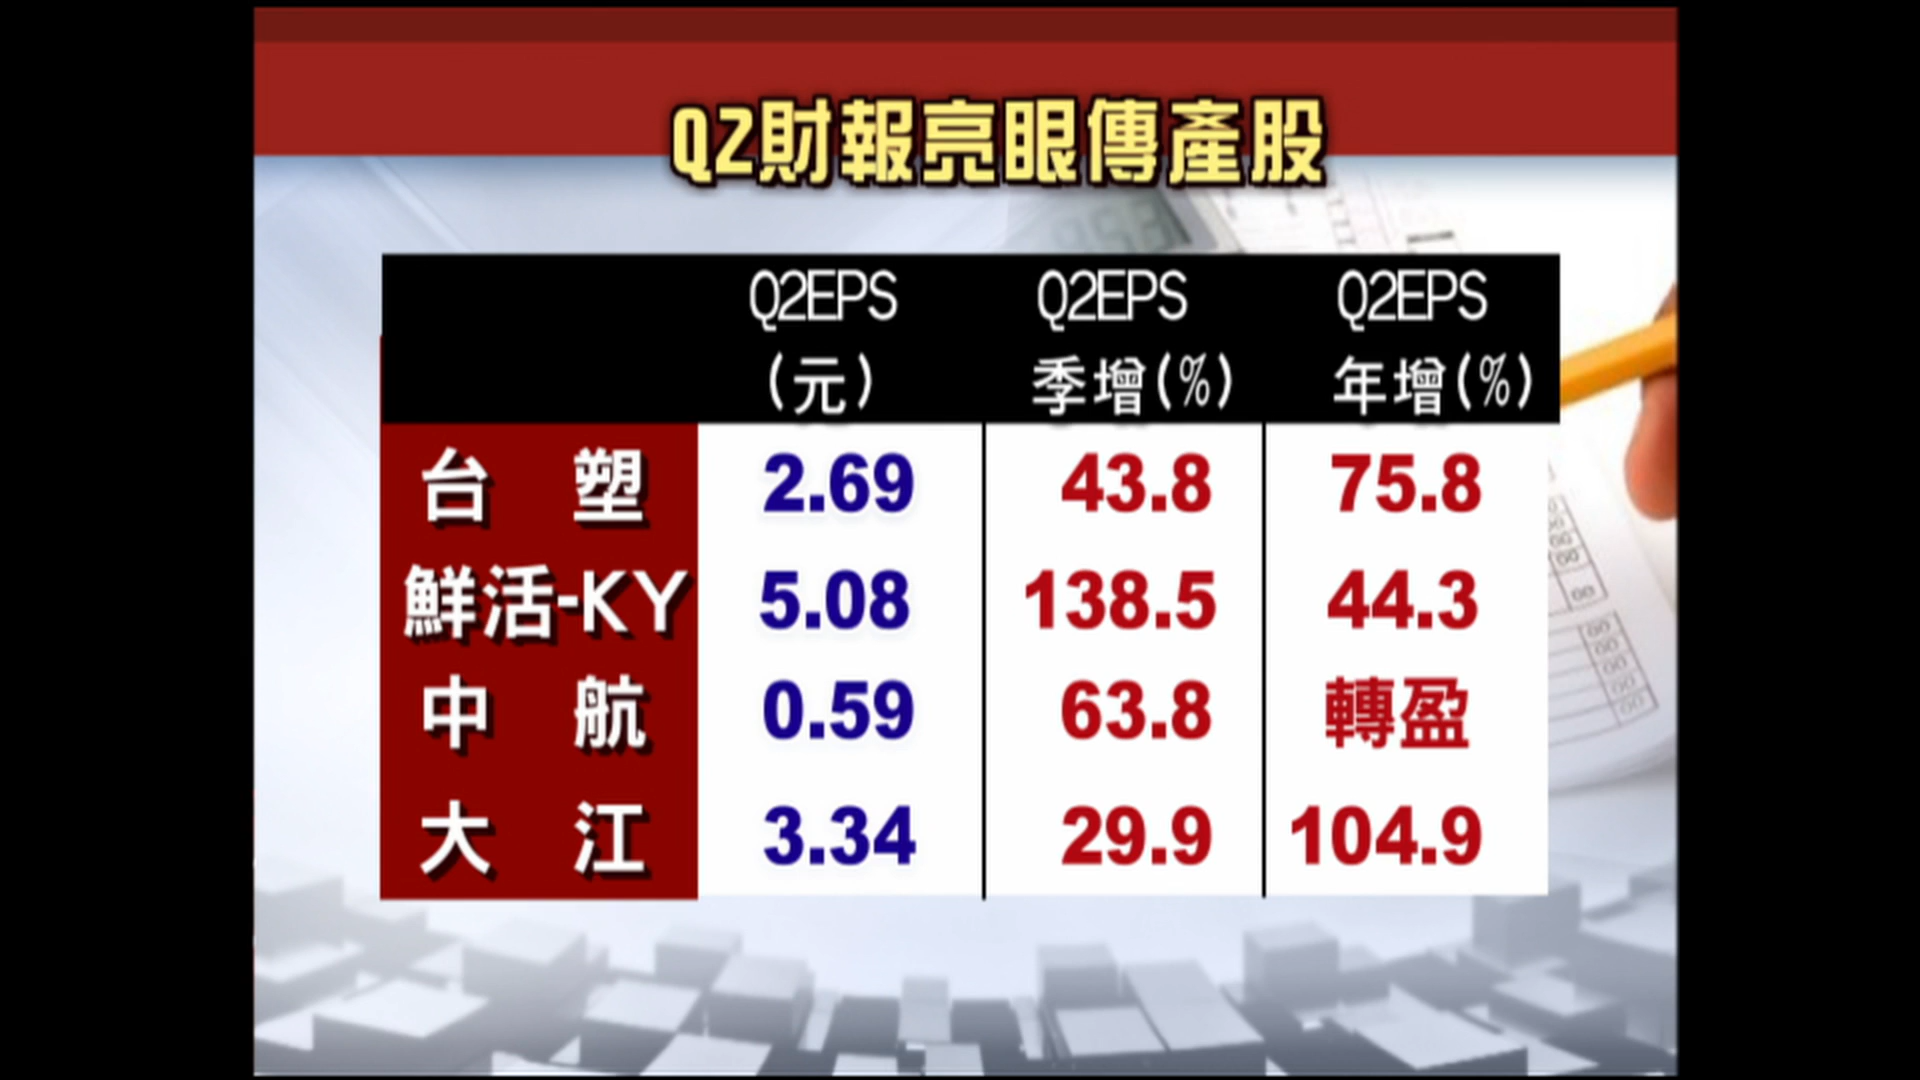 Q2財報亮眼傳產股
Q2EPS Q2EPS Q2EPS
(元) 季增(%) 年增(%)
台 塑 2.69 43.8 75.8
鮮活-KY 5.08 138.5 44.3
中 航 0.59 63.8 轉盈
大 江 3.34 29.9 104.9